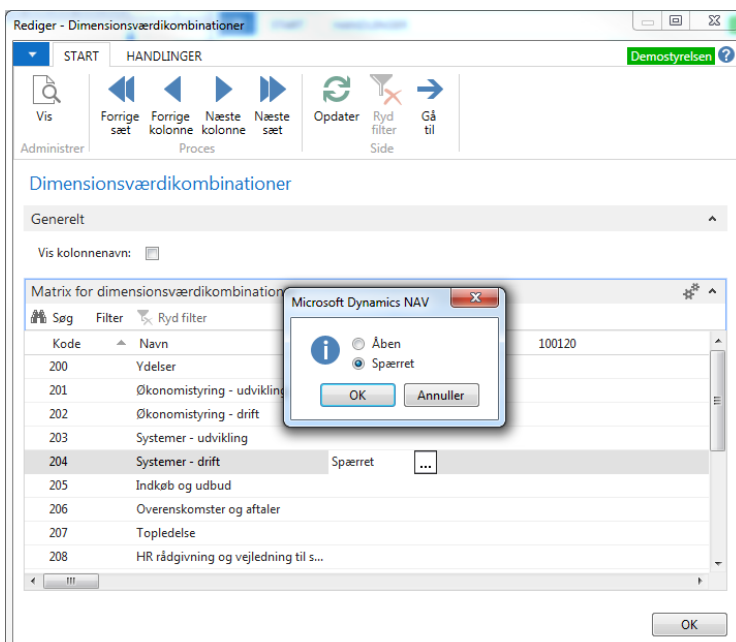 Rediger - Dimensionsværdikombinationer
START HANDLINGER
Demostyrelsen
Vis Forrige sæt Forrige kolonne Næste kolonne Næste sæt Opdater Ryd filter Gå til
Administrer Proces Side
Dimensionsværdikombinationer
Generelt
Vis kolonnenavn:
Matrix for dimensionsværdikombination
Søg Filter Ryd filter
Microsoft Dynamics NAV
Åben
Spærret
OK Annuller
Kode Navn 100120
200 Ydelser
201 Økonomistyring - udvikling
202 Økonomistyring - drift
203 Systemer - udvikling
204 Systemer - drift Spærret ...
205 Indkøb og udbud
206 Overenskomster og aftaler
207 Topledelse
208 HR rådgivning og vejledning til s...
OK